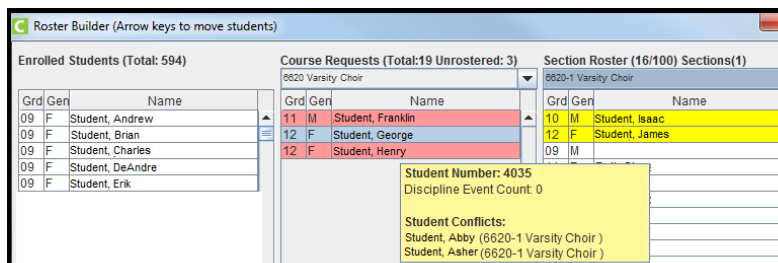 C Roster Builder (Arrow keys to move students)
Enrolled Students (Total: 594)
Grd Gen Name
09 F Student, Andrew
09 F Student, Brian
09 F Student, Charles
09 F Student, DeAndre
09 F Student, Erik
Course Requests (Total:19 Unrostered: 3)
6620 Varsity Choir
Grd Gen Name
11 M Student, Franklin
12 F Student, George
12 F Student, Henry
Section Roster (16/100) Sections(1)
6620-1 Varsity Choir
Grd Gen Name
10 M Student, Isaac
12 F Student, James
09 M
Student Number: 4035
Discipline Event Count: 0
Student Conflicts:
Student, Abby (6620-1 Varsity Choir )
Student, Asher (6620-1 Varsity Choir )